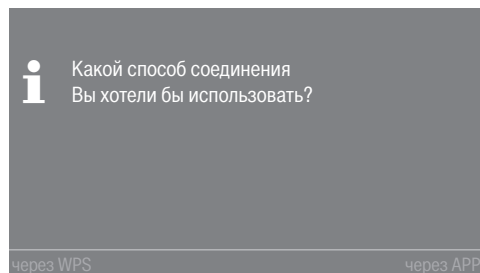 Какой способ соединения
Вы хотели бы использовать?
через WPS
через APP